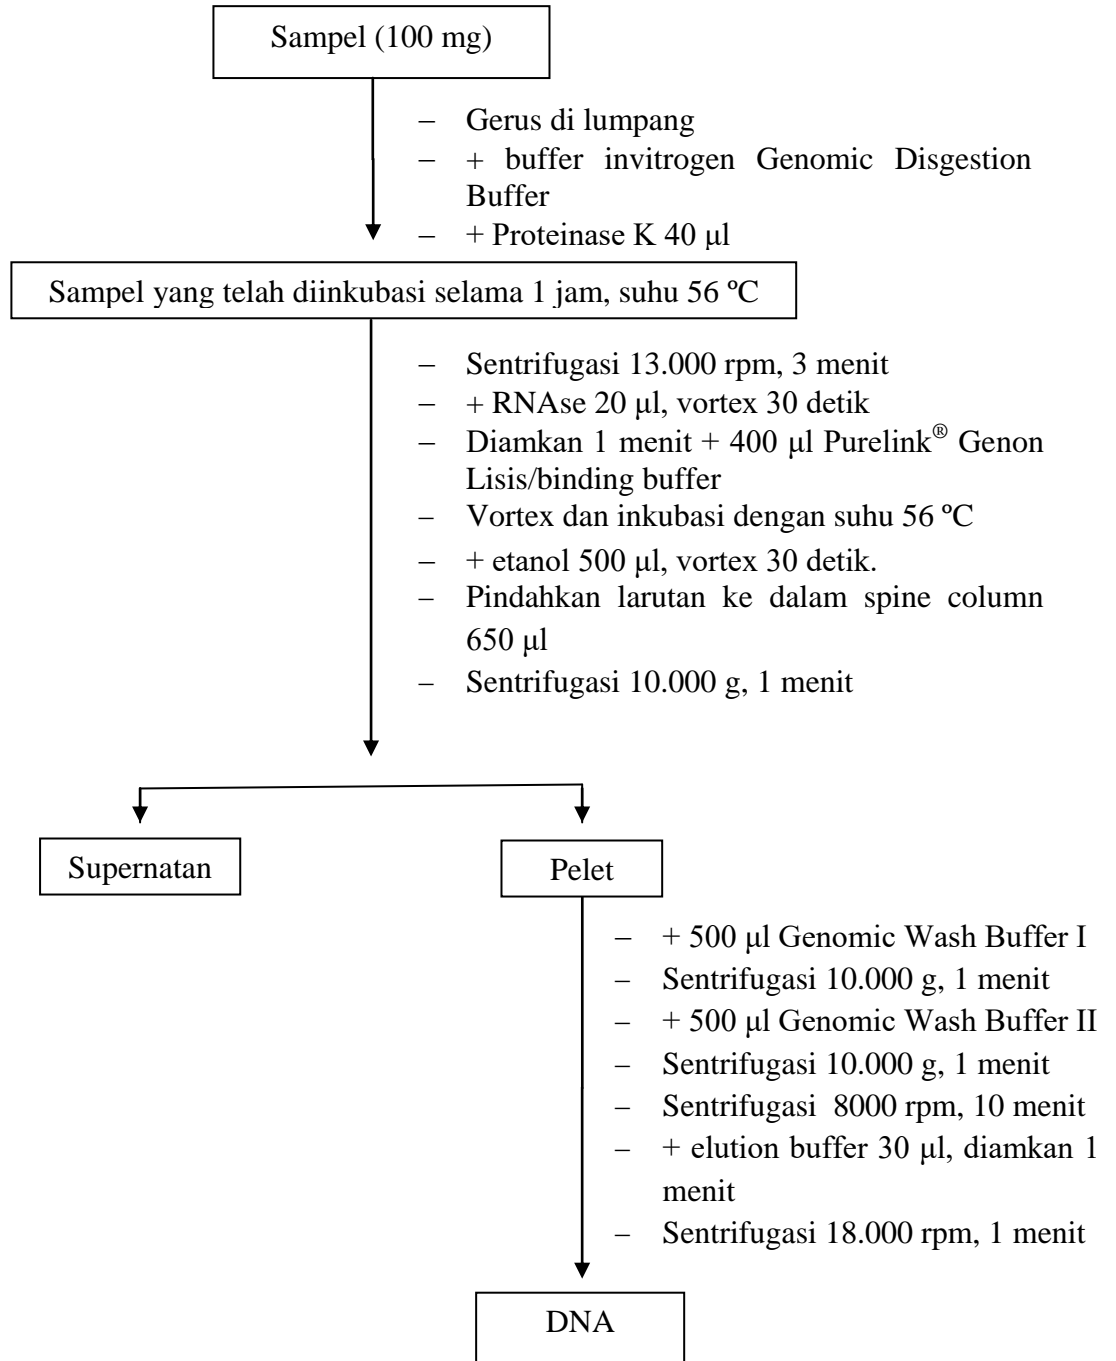 Sampel (100 mg)
– Gerus di lumpang
– + buffer invitrogen Genomic Disgestion
Buffer
– + Proteinase K 40 μl
Sampel yang telah diinkubasi selama 1 jam, suhu 56 ºC
– Sentrifugasi 13.000 rpm, 3 menit
– + RNAse 20 μl, vortex 30 detik
– Diamkan 1 menit + 400 μl Purelink® Genon
Lisis/binding buffer
– Vortex dan inkubasi dengan suhu 56 ºC
– + etanol 500 μl, vortex 30 detik.
– Pindahkan larutan ke dalam spine column
650 μl
– Sentrifugasi 10.000 g, 1 menit
Supernatan
Pelet
– + 500 μl Genomic Wash Buffer I
– Sentrifugasi 10.000 g, 1 menit
– + 500 μl Genomic Wash Buffer II
– Sentrifugasi 10.000 g, 1 menit
– Sentrifugasi 8000 rpm, 10 menit
– + elution buffer 30 μl, diamkan 1
menit
– Sentrifugasi 18.000 rpm, 1 menit
DNA